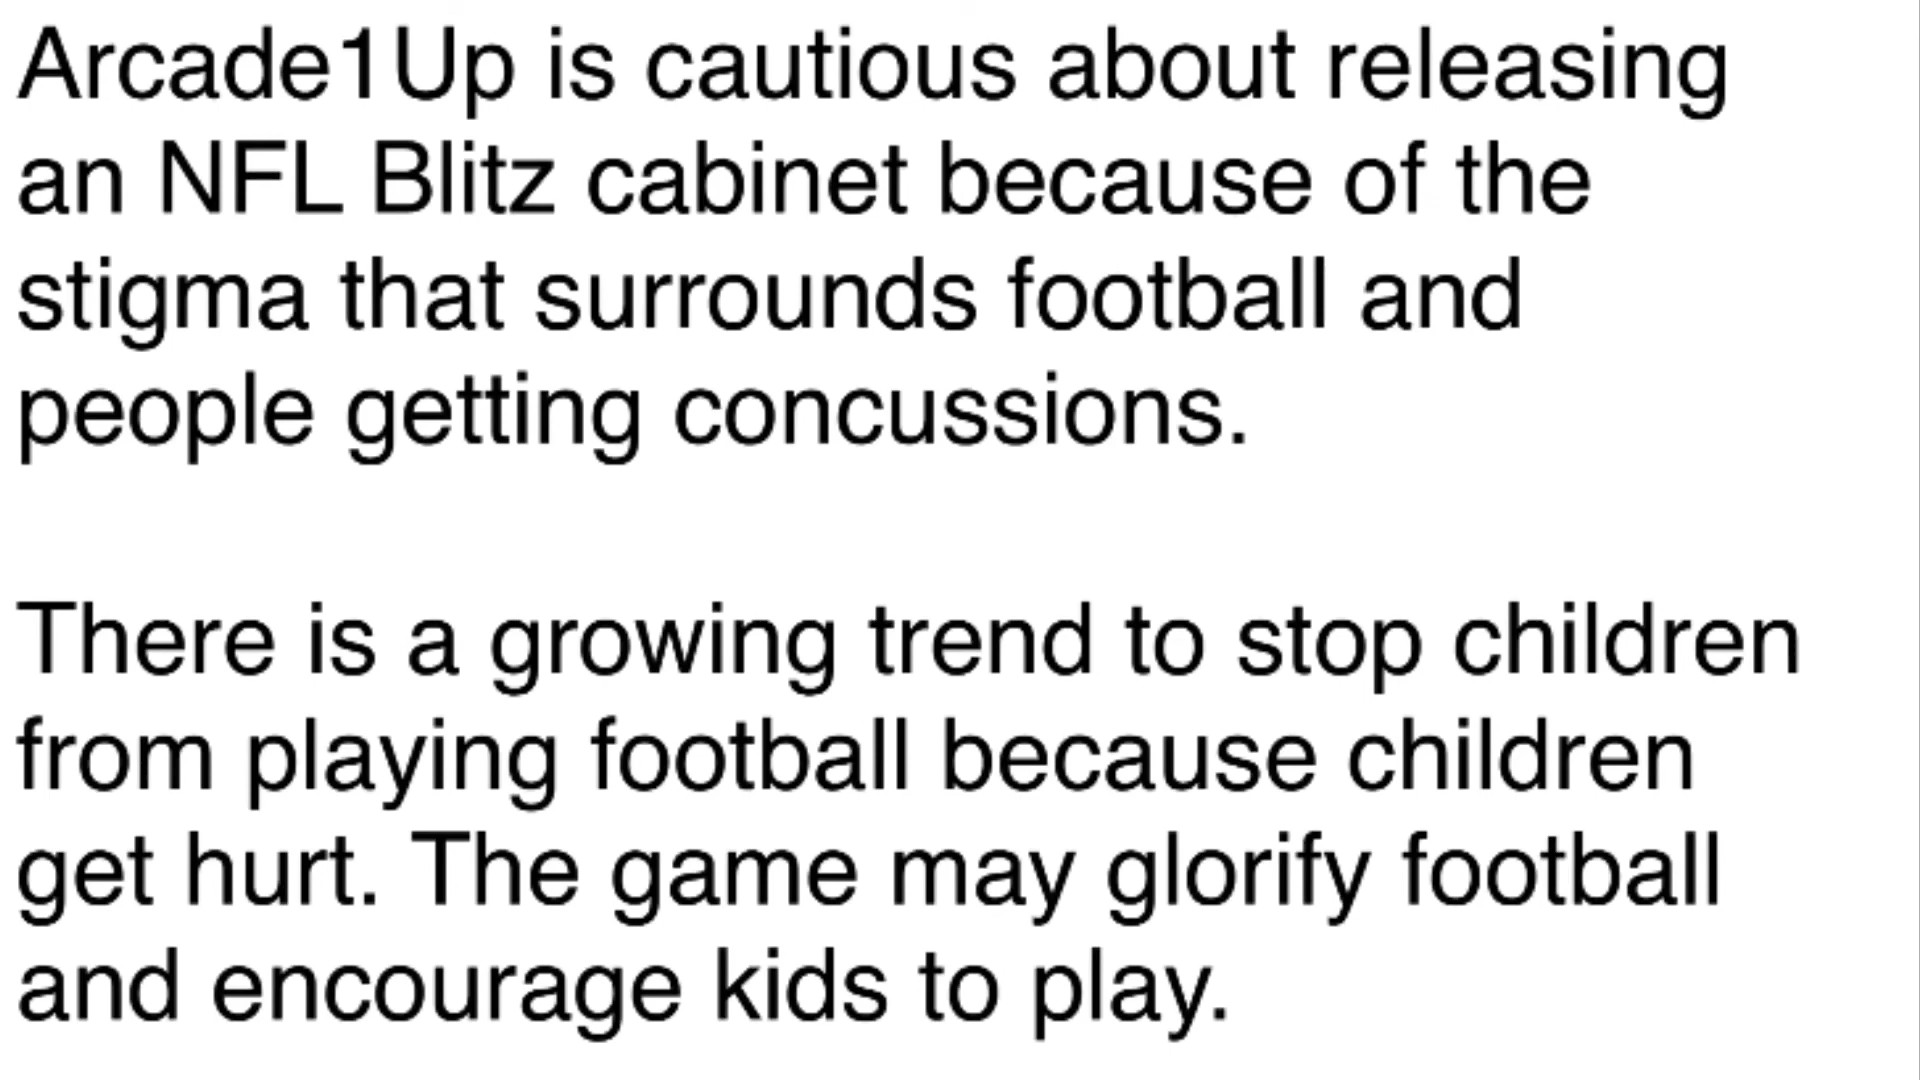 Arcade1Up is cautious about releasing
an NFL Blitz cabinet because of the
stigma that surrounds football and
people getting concussions.
There is a growing trend to stop children
from playing football because children
get hurt. The game may glorify football
and encourage kids to play.